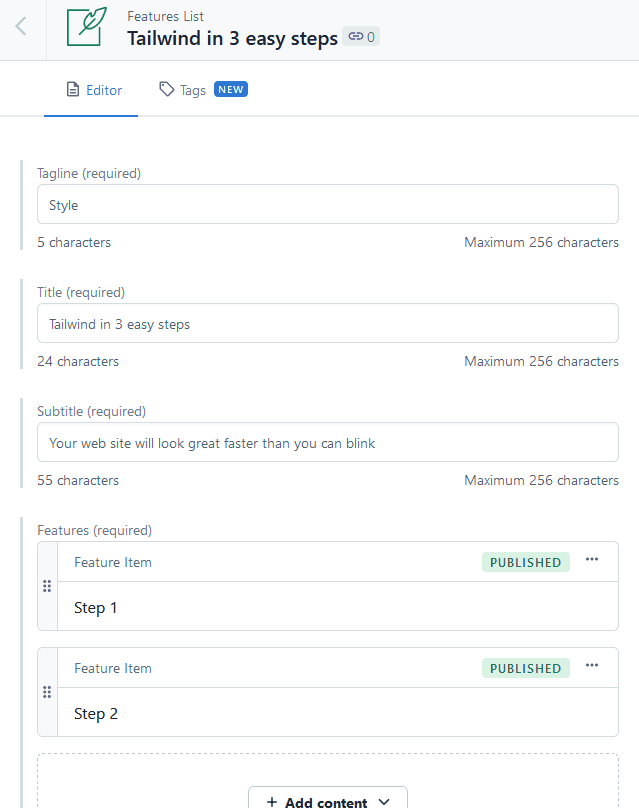 Features List
Tailwind in 3 easy steps 0
Editor Tags NEW
Tagline (required)
Style
5 characters Maximum 256 characters
Title (required)
Tailwind in 3 easy steps
24 characters Maximum 256 characters
Subtitle (required)
Your web site will look great faster than you can blink
55 characters Maximum 256 characters
Features (required)
Feature Item PUBLISHED ...
Step 1
Feature Item PUBLISHED ...
Step 2
+ Add content